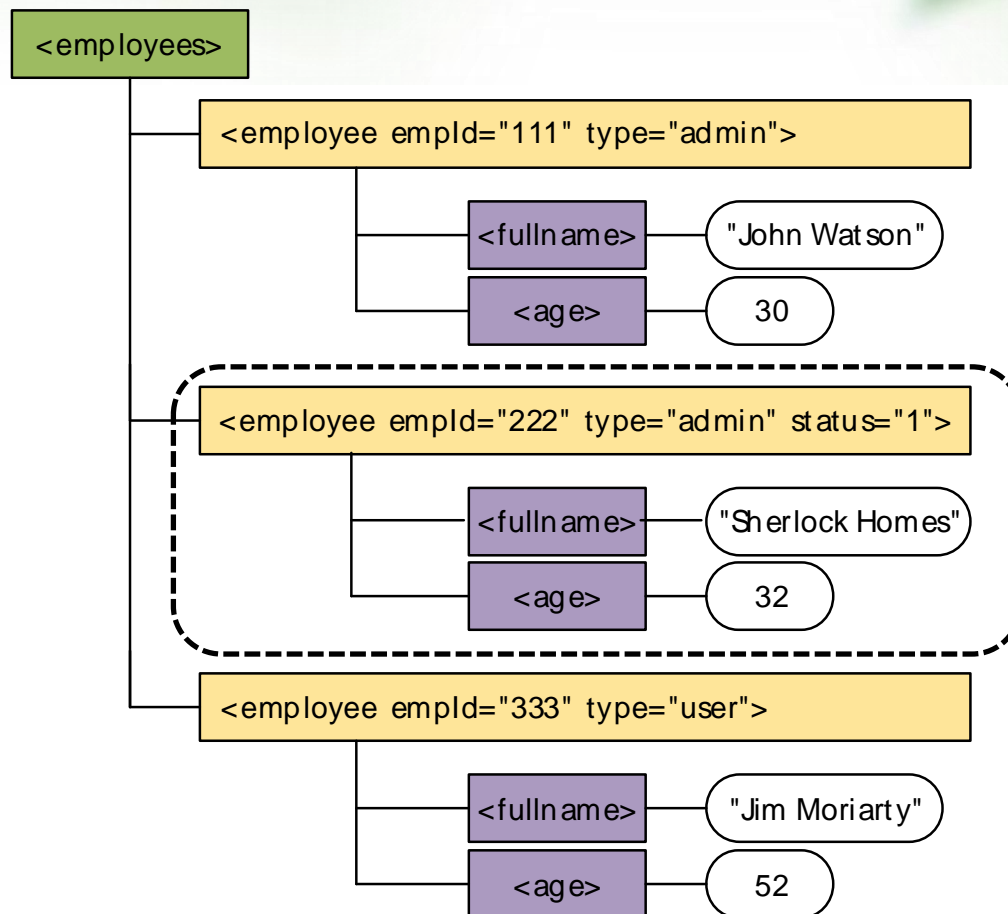 <employees>
<employee empId="111" type="admin">
<fullname> "John Watson"
<age> 30
<employee empId="222" type="admin" status="1">
<fullname> "Sherlock Homes"
<age> 32
<employee empId="333" type="user">
<fullname> "Jim Moriarty"
<age> 52